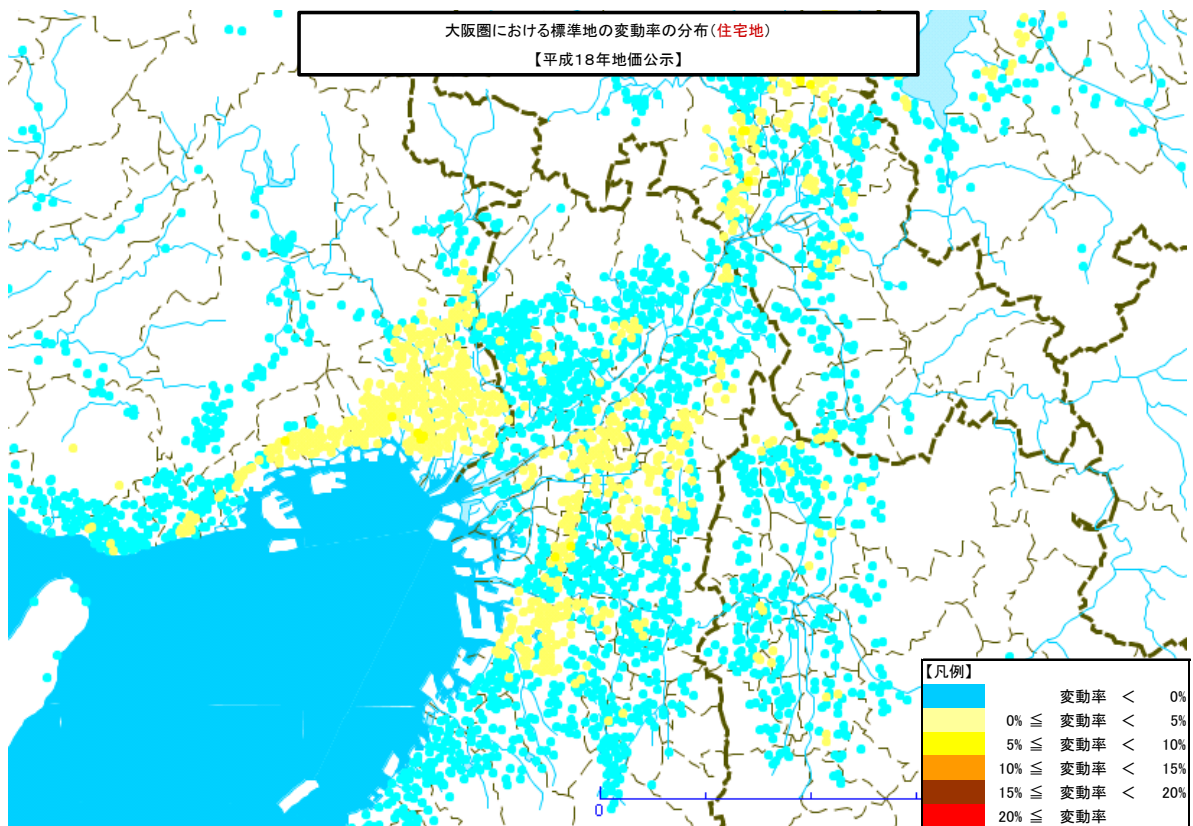 大阪圏における標準地の変動率の分布(住宅地)
【平成18年地価公示】
【凡例】
変動率 < 0%
0% ≦ 変動率 < 5%
5% ≦ 変動率 < 10%
10% ≦ 変動率 < 15%
15% ≦ 変動率 < 20%
20% ≦ 変動率
0